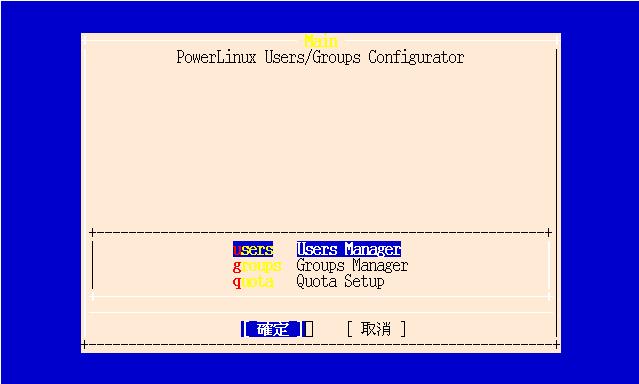 Main
PowerLinux Users/Groups Configurator
users Users Manager
groups Groups Manager
quota Quota Setup
[ 確定 ] [ 取消 ]